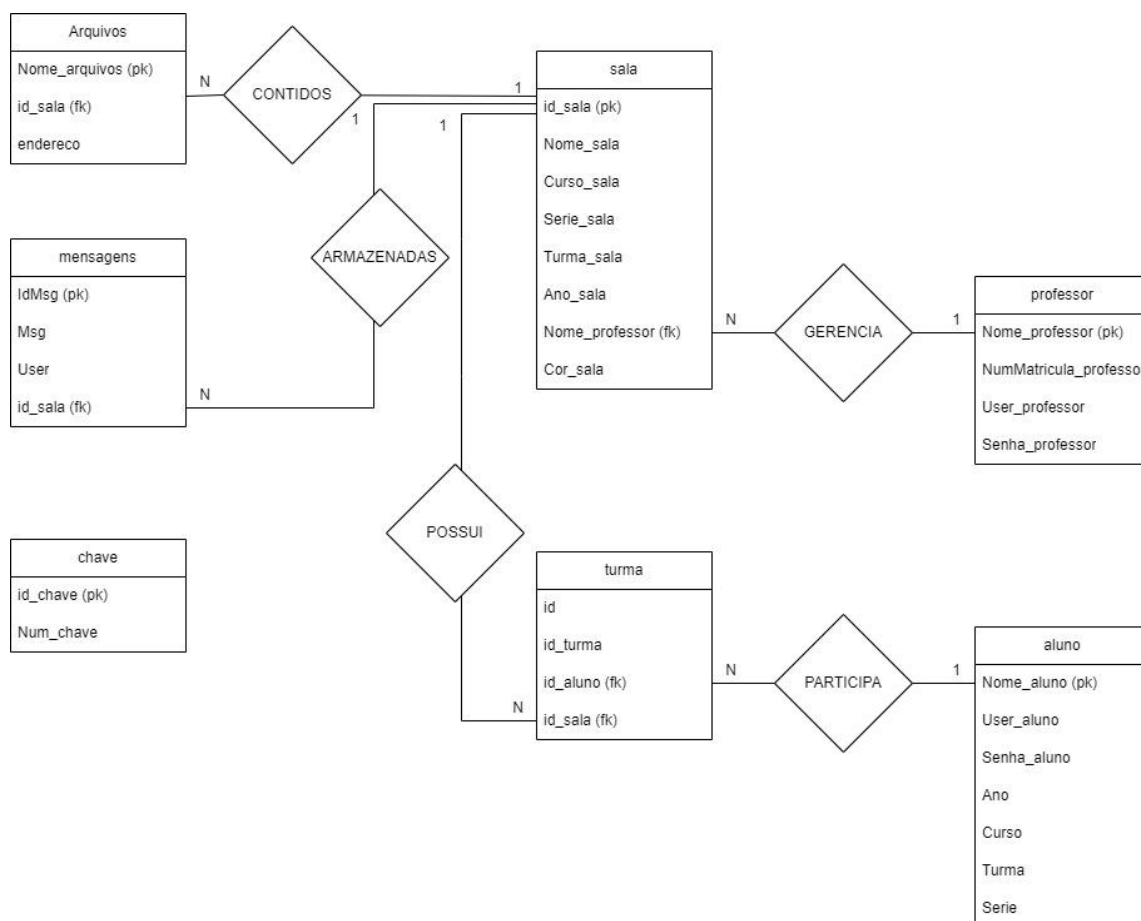 Arquivos
Nome_arquivos (pk)
id_sala (fk)
endereco
N
CONTIDOS
1
1
1
sala
id_sala (pk)
Nome_sala
Curso_sala
Serie_sala
Turma_sala
Ano_sala
Nome_professor (fk)
Cor_sala
mensagens
IdMsg (pk)
Msg
User
id_sala (fk)
N
ARMAZENADAS
N
GERENCIA
1
professor
Nome_professor (pk)
NumMatricula_professo
User_professor
Senha_professor
chave
id_chave (pk)
Num_chave
POSSUI
N
turma
id
id_turma
id_aluno (fk)
id_sala (fk)
N
PARTICIPA
1
aluno
Nome_aluno (pk)
User_aluno
Senha_aluno
Ano
Curso
Turma
Serie